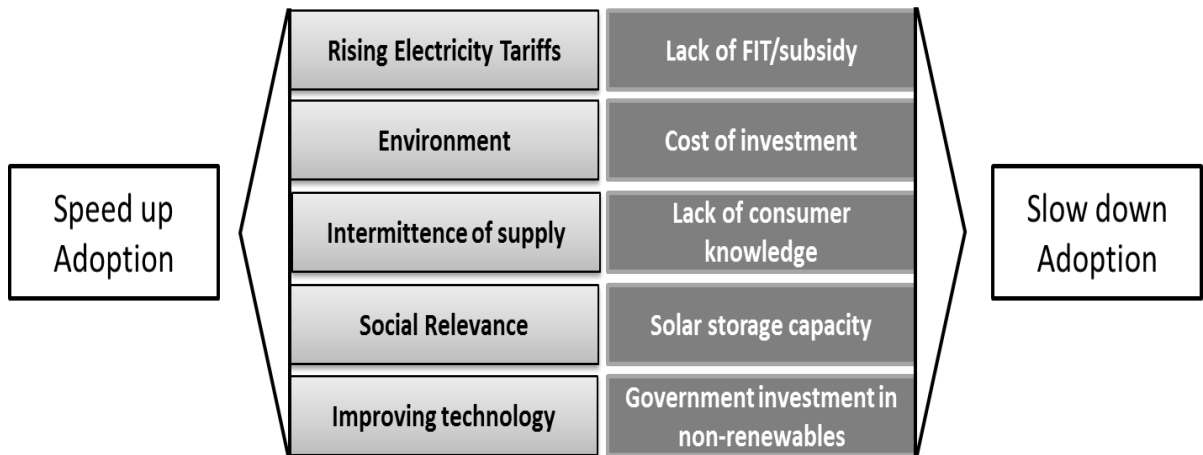 Speed up
Adoption
Rising Electricity Tariffs
Environment
Intermittence of supply
Social Relevance
Improving technology
Lack of FIT/subsidy
Cost of investment
Lack of consumer
knowledge
Solar storage capacity
Government investment in
non-renewables
Slow down
Adoption